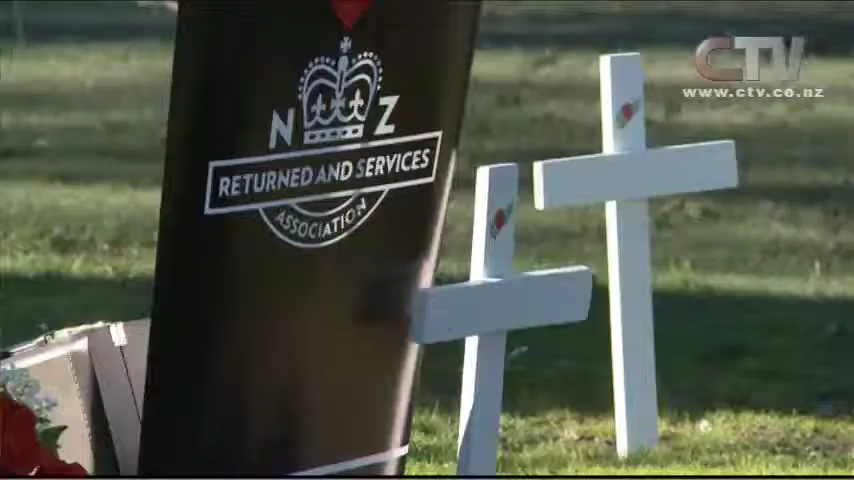 CTV
www.ctv.co.nz
N Z
RETURNED AND SERVICES
ASSOCIATION